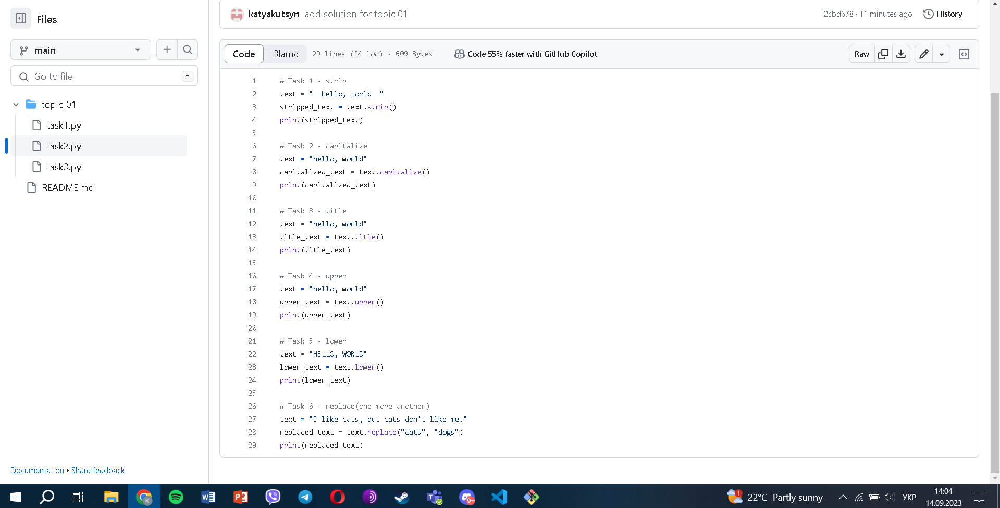 Files
main
Go to file
t
topic_01
task1.py
task2.py
task3.py
README.md
Documentation • Share feedback
katyakutsyn add solution for topic 01
2cbd678 · 11 minutes ago
History
Code
Blame
29 lines (24 loc) · 609 Bytes
Code 55% faster with GitHub Copilot
Raw
1 # Task 1 - strip
2 text = "  hello, world  "
3 stripped_text = text.strip()
4 print(stripped_text)
5
6 # Task 2 - capitalize
7 text = "hello, world"
8 capitalized_text = text.capitalize()
9 print(capitalized_text)
10
11 # Task 3 - title
12 text = "hello, world"
13 title_text = text.title()
14 print(title_text)
15
16 # Task 4 - upper
17 text = "hello, world"
18 upper_text = text.upper()
19 print(upper_text)
20
21 # Task 5 - lower
22 text = "HELLO, WORLD"
23 lower_text = text.lower()
24 print(lower_text)
25
26 # Task 6 - replace(one more another)
27 text = "I like cats, but cats don't like me."
28 replaced_text = text.replace("cats", "dogs")
29 print(replaced_text)
K
W
P
9+
1
22°C Partly sunny
УКР
14:04
14.09.2023